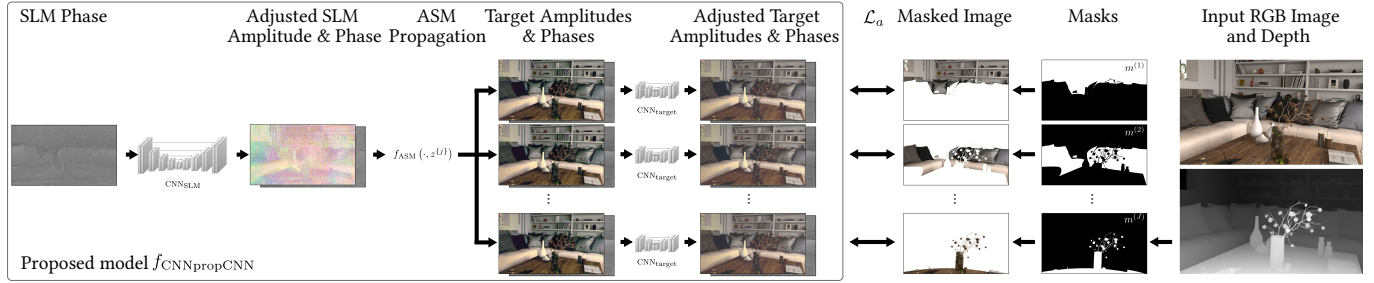 SLM Phase
Adjusted SLM
Amplitude & Phase
ASM
Propagation
Target Amplitudes
& Phases
Adjusted Target
Amplitudes & Phases
ℒₐ
Masked Image
Masks
Input RGB Image
and Depth
CNN_SLM
f_ASM (·, z^{j})
CNN_target
CNN_target
⋮
CNN_target
⋮
⋮
m^(1)
m^(2)
⋮
m^(J)
Proposed model f_CNNpropCNN